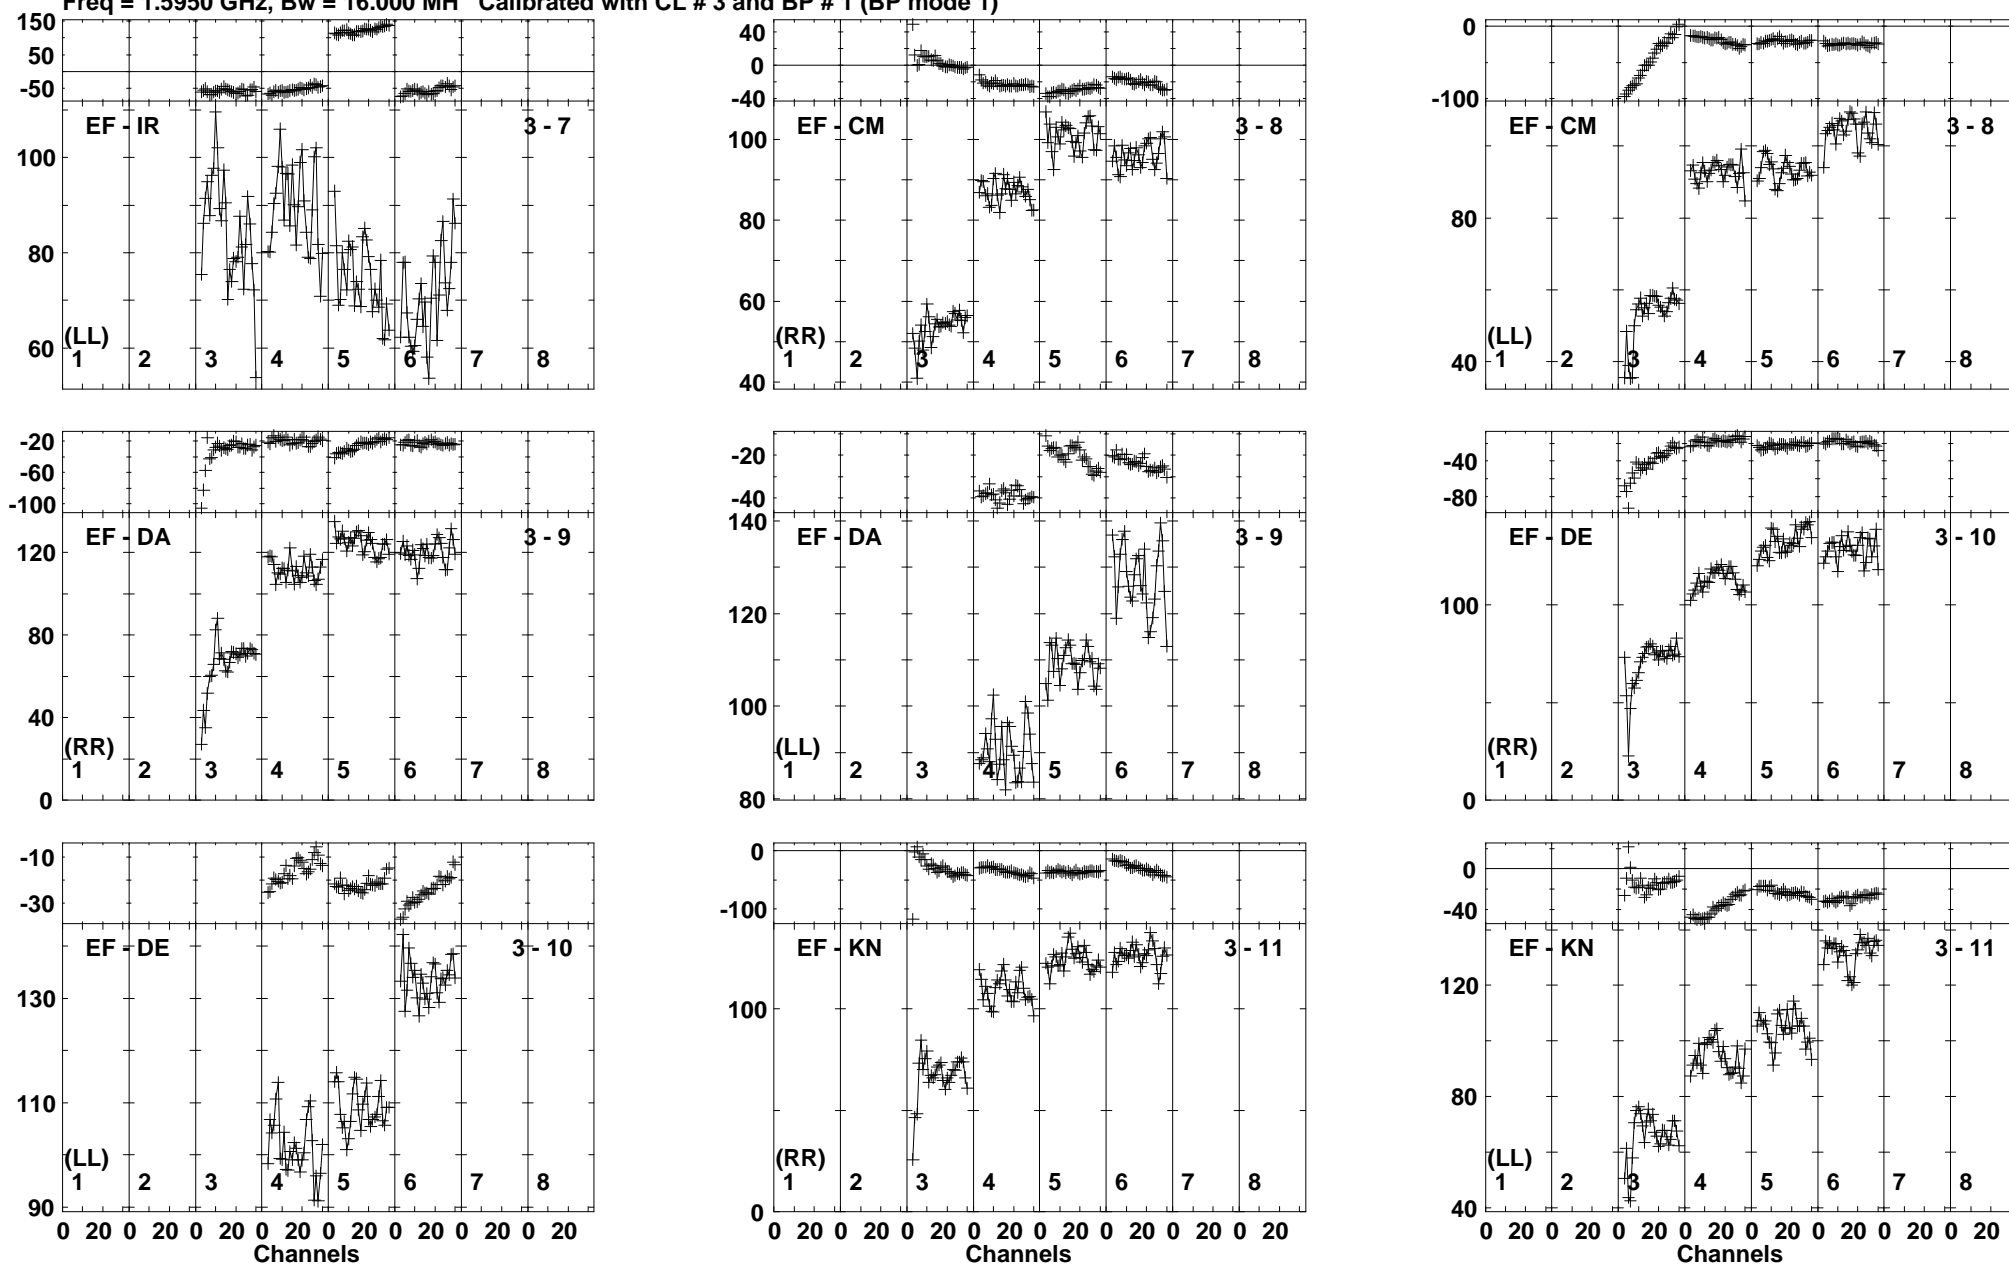 Freq = 1.5950 GHz, Bw = 16.000 MH Calibrated with CL # 3 and BP # 1 (BP mode 1)
150 50 -50
EF - IR 3 - 7
100 80 60
(LL)
1 2 3 4 5 6 7 8
40 0 -40
EF - CM 3 - 8
100 80 60 40
(RR)
1 2 3 4 5 6 7 8
0 -100
EF - CM 3 - 8
80 40
(LL)
1 2 3 4 5 6 7 8
-20 -60 -100
EF - DA 3 - 9
120 80 40 0
(RR)
1 2 3 4 5 6 7 8
-20 -40
EF - DA 3 - 9
140 120 100 80
(LL)
1 2 3 4 5 6 7 8
-40 -80
EF - DE 3 - 10
100 0
(RR)
1 2 3 4 5 6 7 8
-10 -30
EF - DE 3 - 10
130 110 90
(LL)
1 2 3 4 5 6 7 8
0 20 0 20 0 20 0 20 0 20 0 20 0 20 0 20
Channels
0 -100
EF - KN 3 - 11
100 0
(RR)
1 2 3 4 5 6 7 8
0 20 0 20 0 20 0 20 0 20 0 20 0 20 0 20
Channels
0 -40
EF - KN 3 - 11
120 80 40
(LL)
1 2 3 4 5 6 7 8
0 20 0 20 0 20 0 20 0 20 0 20 0 20 0 20
Channels